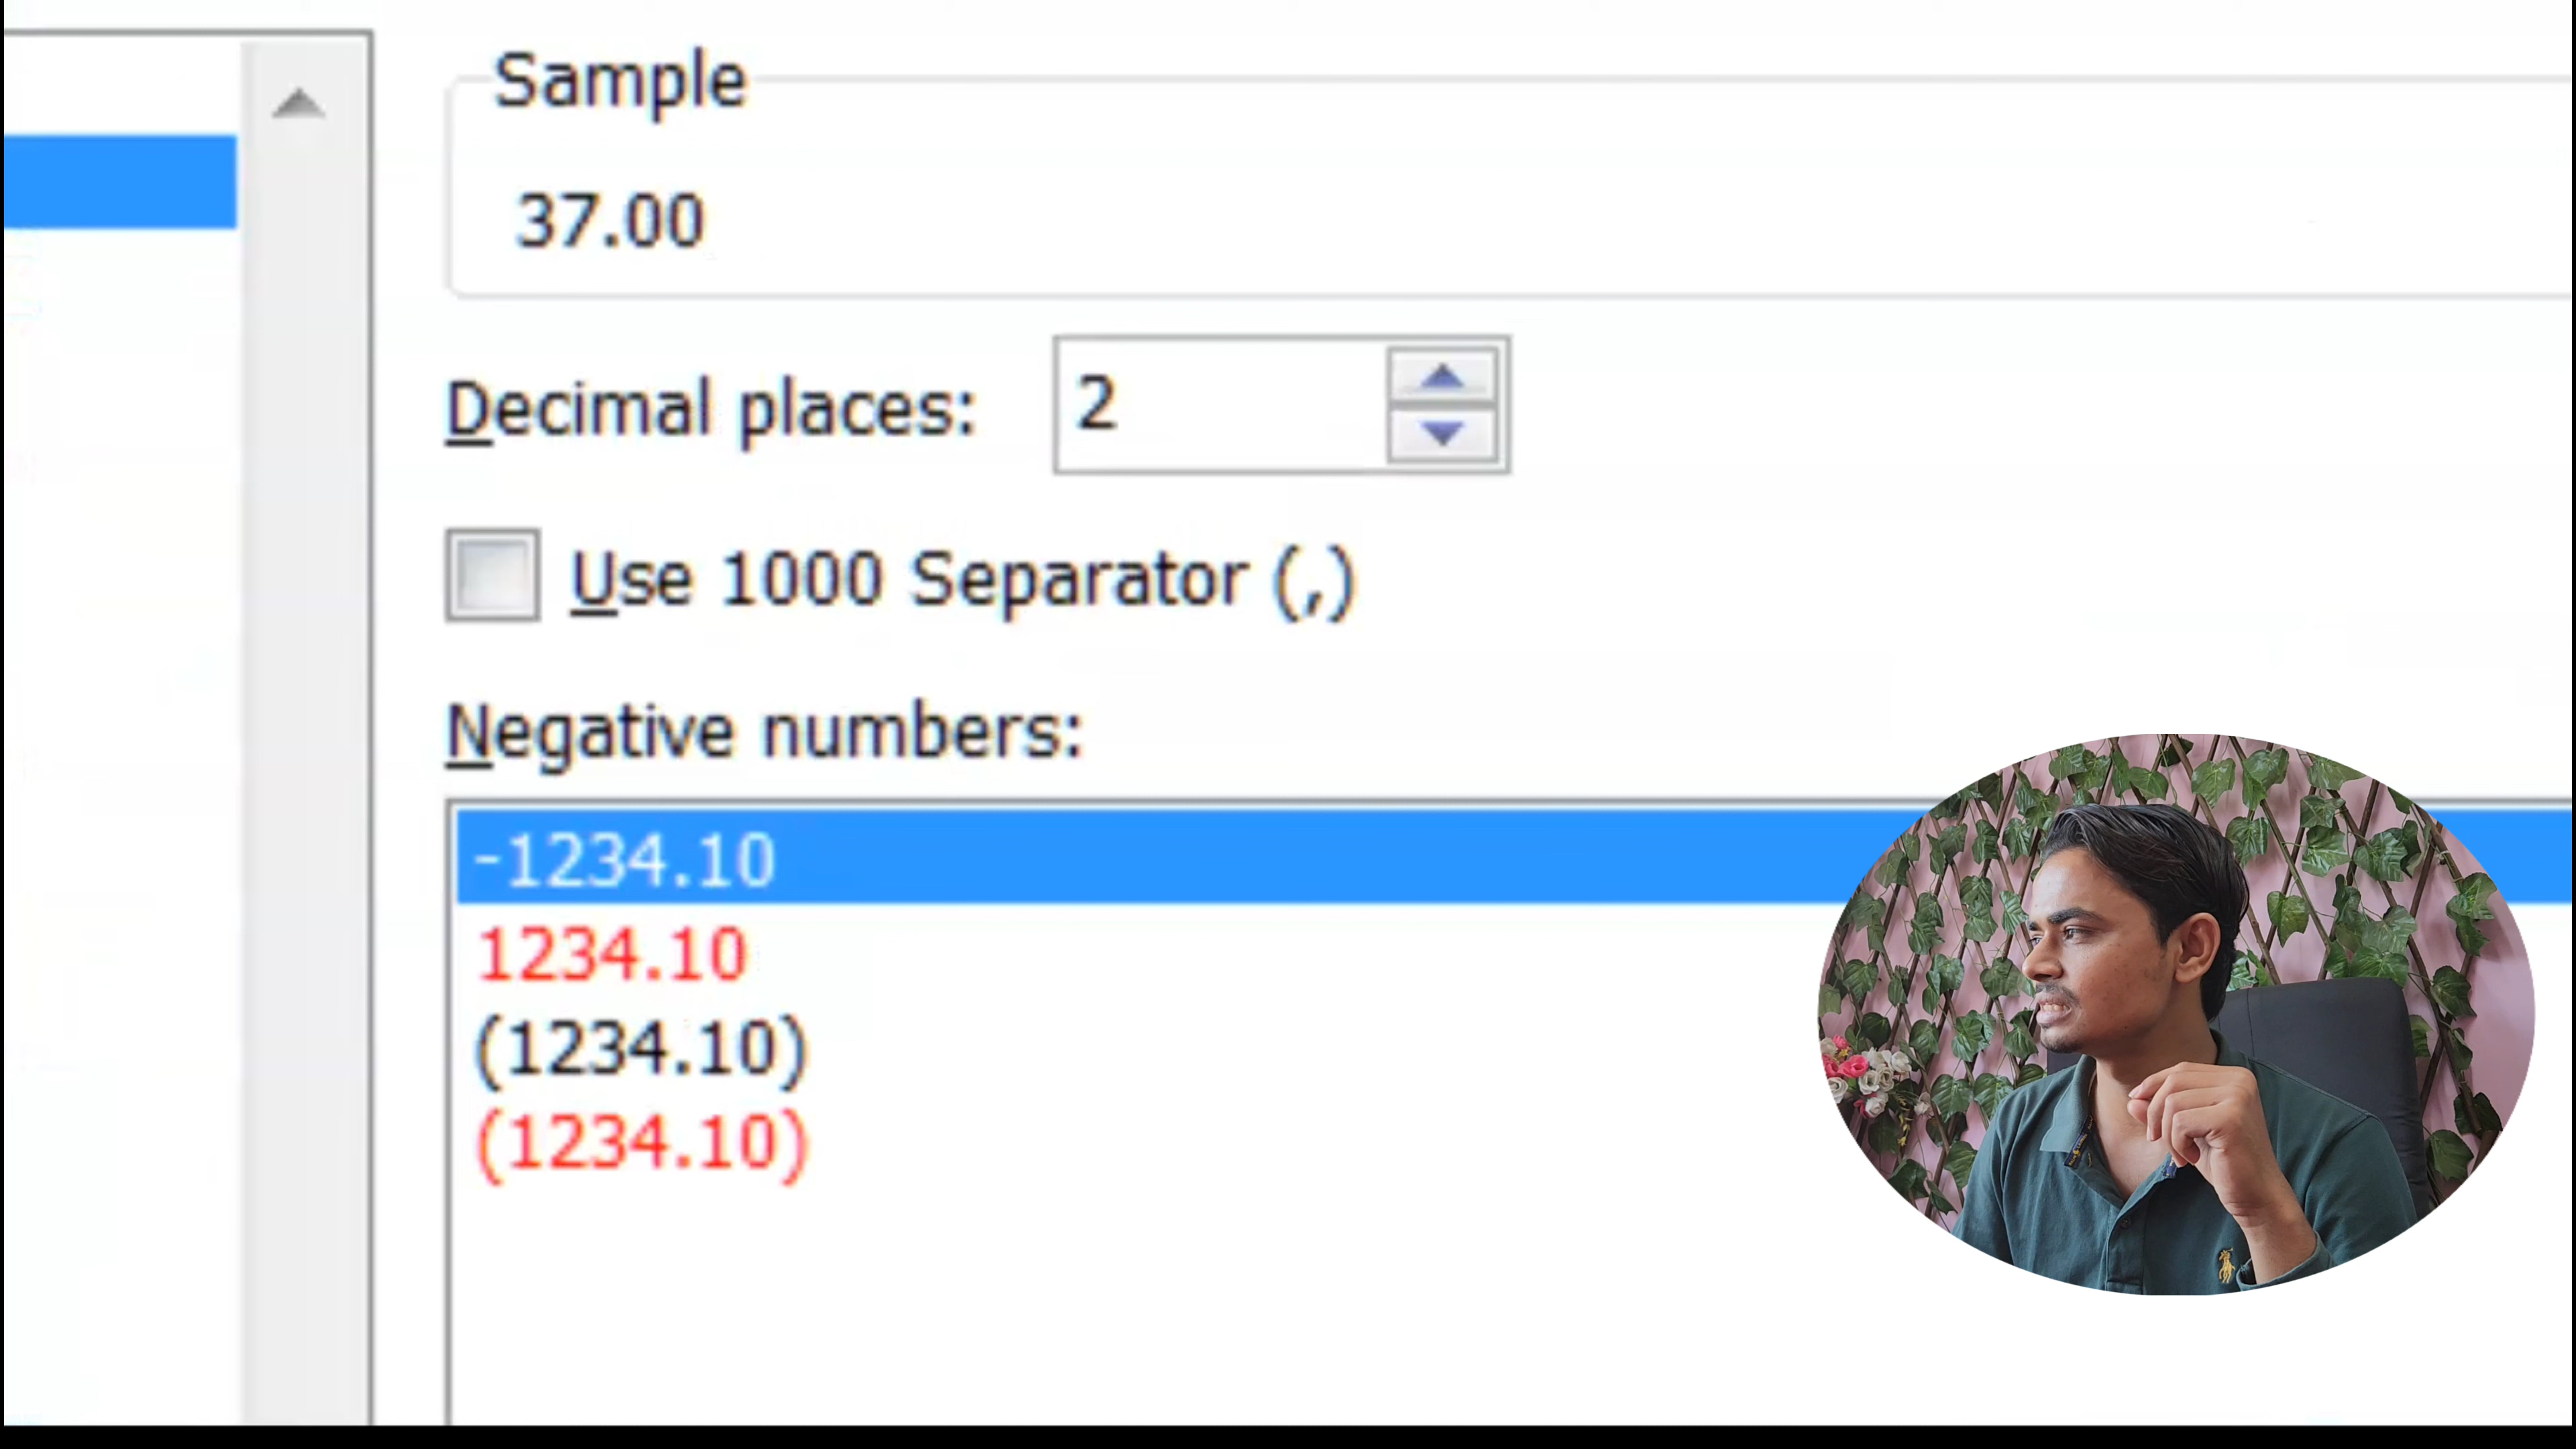 Sample
37.00
Decimal places: 2
Use 1000 Separator (,)
Negative numbers:
-1234.10
1234.10
(1234.10)
(1234.10)